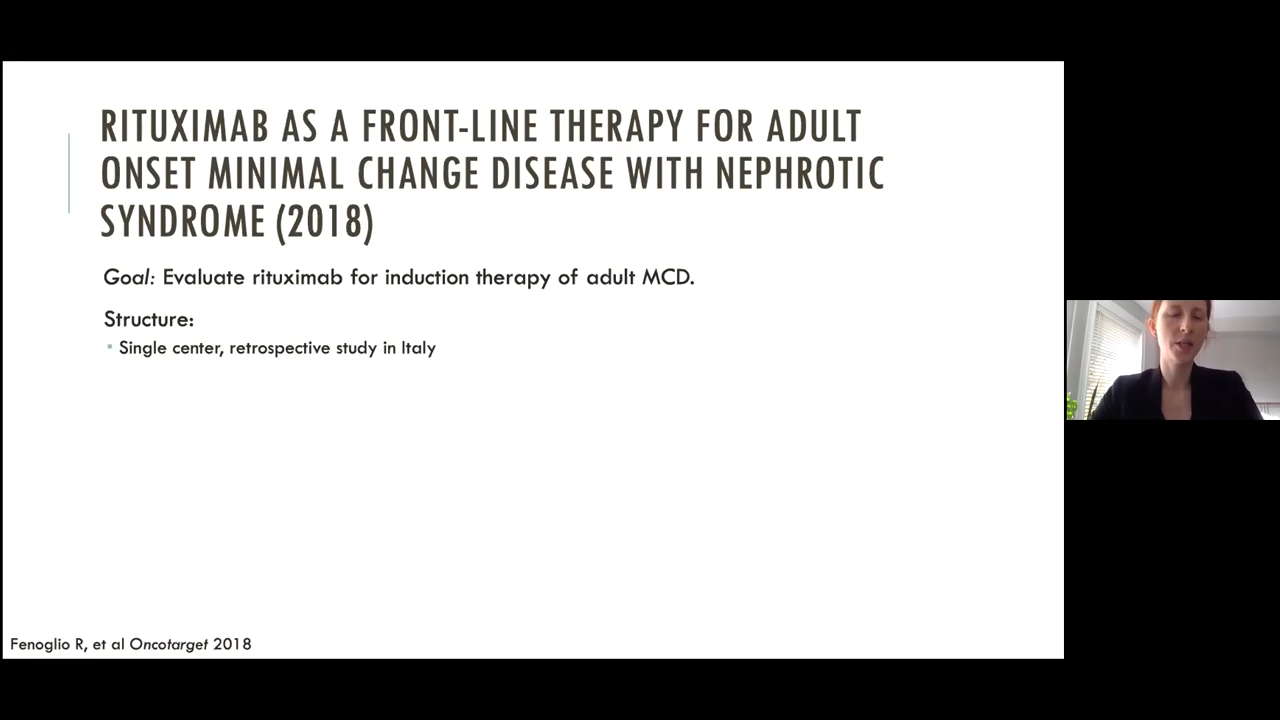 RITUXIMAB AS A FRONT-LINE THERAPY FOR ADULT
ONSET MINIMAL CHANGE DISEASE WITH NEPHROTIC
SYNDROME (2018)
Goal: Evaluate rituximab for induction therapy of adult MCD.
Structure:
▪ Single center, retrospective study in Italy
Fenoglio R, et al Oncotarget 2018